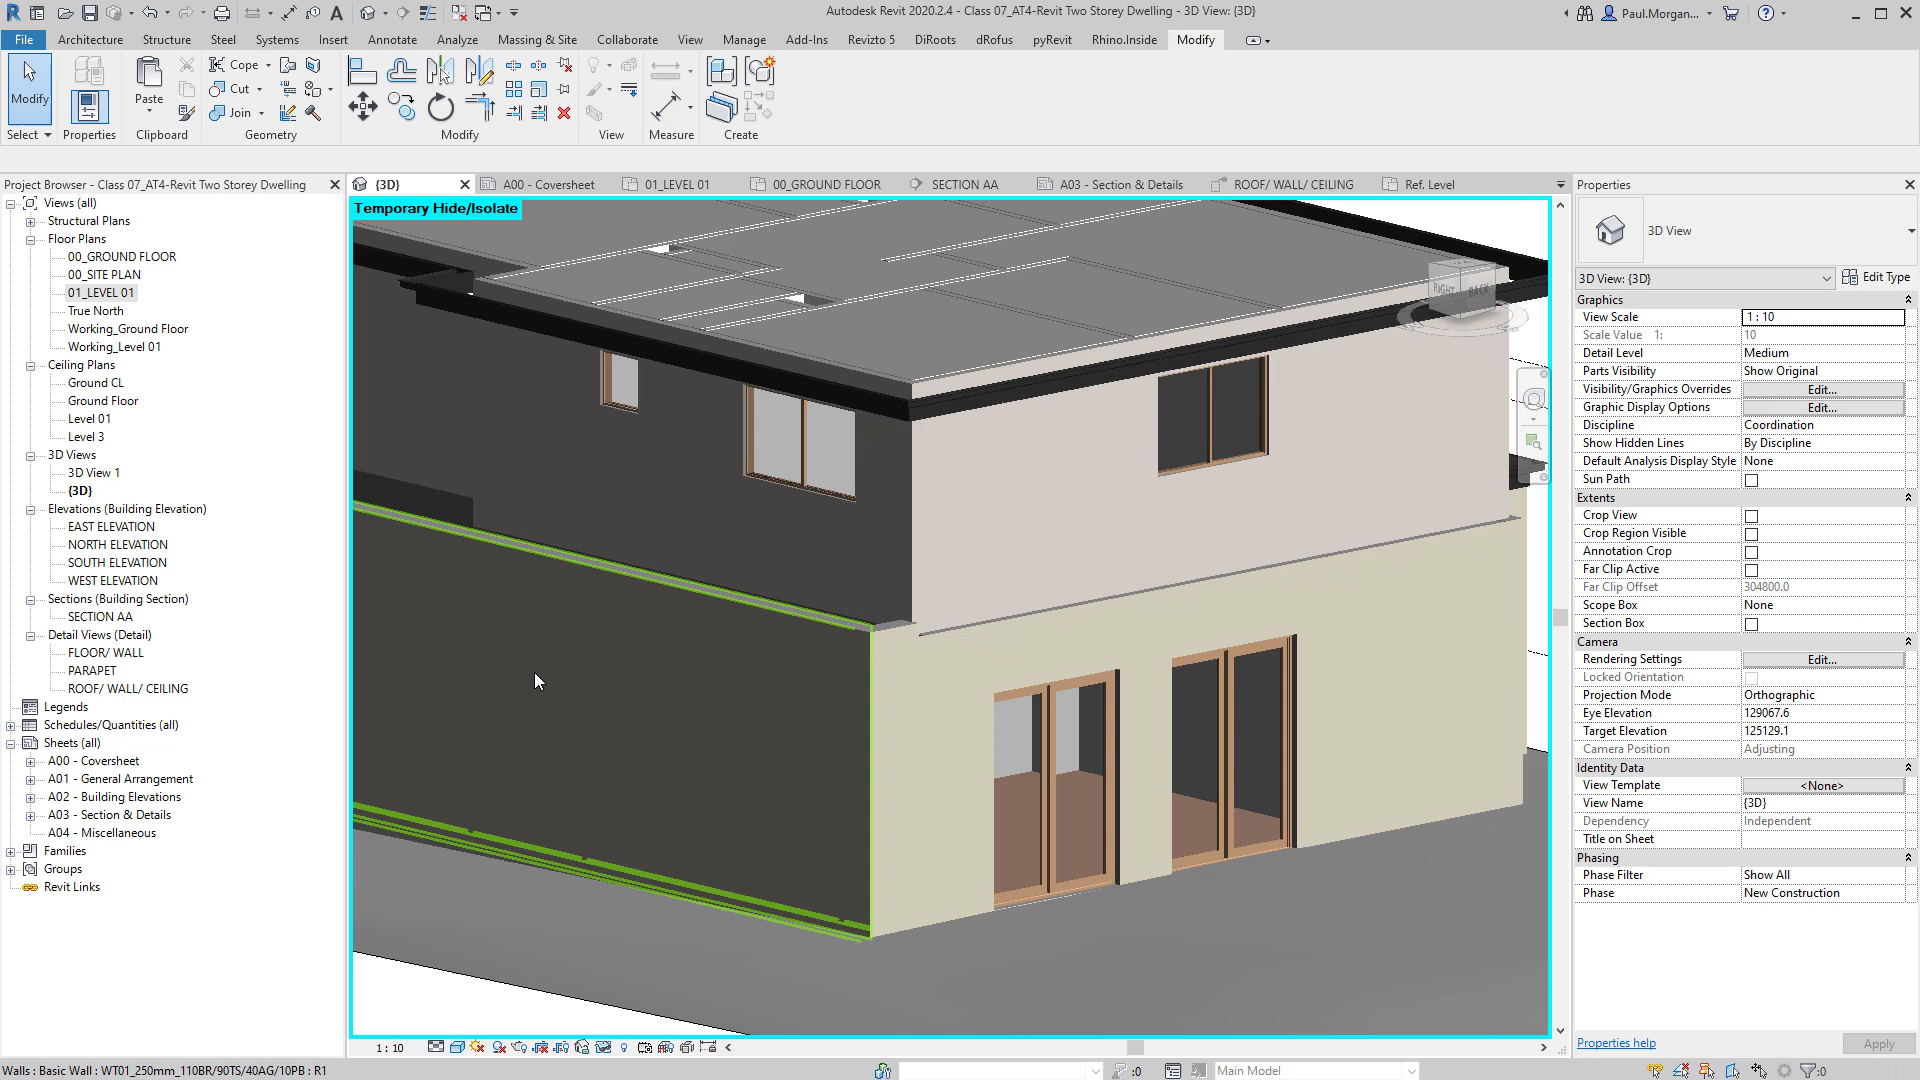 Autodesk Revit 2020.2.4 - Class 07_AT4-Revit Two Storey Dwelling - 3D View: {3D}
Paul.Morgan...
File
Architecture
Structure
Steel
Systems
Insert
Annotate
Analyze
Massing & Site
Collaborate
View
Manage
Add-Ins
Revizto 5
DiRoots
dRofus
pyRevit
Rhino.Inside
Modify
Modify
Paste
Cope
Cut
Join
Select
Properties
Clipboard
Geometry
Modify
View
Measure
Create
Project Browser - Class 07_AT4-Revit Two Storey Dwelling
{3D}
A00 - Coversheet
01_LEVEL 01
00_GROUND FLOOR
SECTION AA
A03 - Section & Details
ROOF/ WALL/ CEILING
Ref. Level
Properties
Views (all)
Structural Plans
Floor Plans
00_GROUND FLOOR
00_SITE PLAN
01_LEVEL 01
True North
Working_Ground Floor
Working_Level 01
Ceiling Plans
Ground CL
Ground Floor
Level 01
Level 3
3D Views
3D View 1
{3D}
Elevations (Building Elevation)
EAST ELEVATION
NORTH ELEVATION
SOUTH ELEVATION
WEST ELEVATION
Sections (Building Section)
SECTION AA
Detail Views (Detail)
FLOOR/ WALL
PARAPET
ROOF/ WALL/ CEILING
Legends
Schedules/Quantities (all)
Sheets (all)
A00 - Coversheet
A01 - General Arrangement
A02 - Building Elevations
A03 - Section & Details
A04 - Miscellaneous
Families
Groups
Revit Links
Temporary Hide/Isolate
RIGHT
BACK
3D View
3D View: {3D}
Edit Type
Graphics
View Scale
1 : 10
Scale Value 1:
10
Detail Level
Medium
Parts Visibility
Show Original
Visibility/Graphics Overrides
Edit...
Graphic Display Options
Edit...
Discipline
Coordination
Show Hidden Lines
By Discipline
Default Analysis Display Style
None
Sun Path
Extents
Crop View
Crop Region Visible
Annotation Crop
Far Clip Active
Far Clip Offset
304800.0
Scope Box
None
Section Box
Camera
Rendering Settings
Edit...
Locked Orientation
Projection Mode
Orthographic
Eye Elevation
129067.6
Target Elevation
125129.1
Camera Position
Adjusting
Identity Data
View Template
<None>
View Name
{3D}
Dependency
Independent
Title on Sheet
Phasing
Phase Filter
Show All
Phase
New Construction
Properties help
Apply
1 : 10
Walls : Basic Wall : WT01_250mm_110BR/90TS/40AG/10PB : R1
:0
Main Model
:0